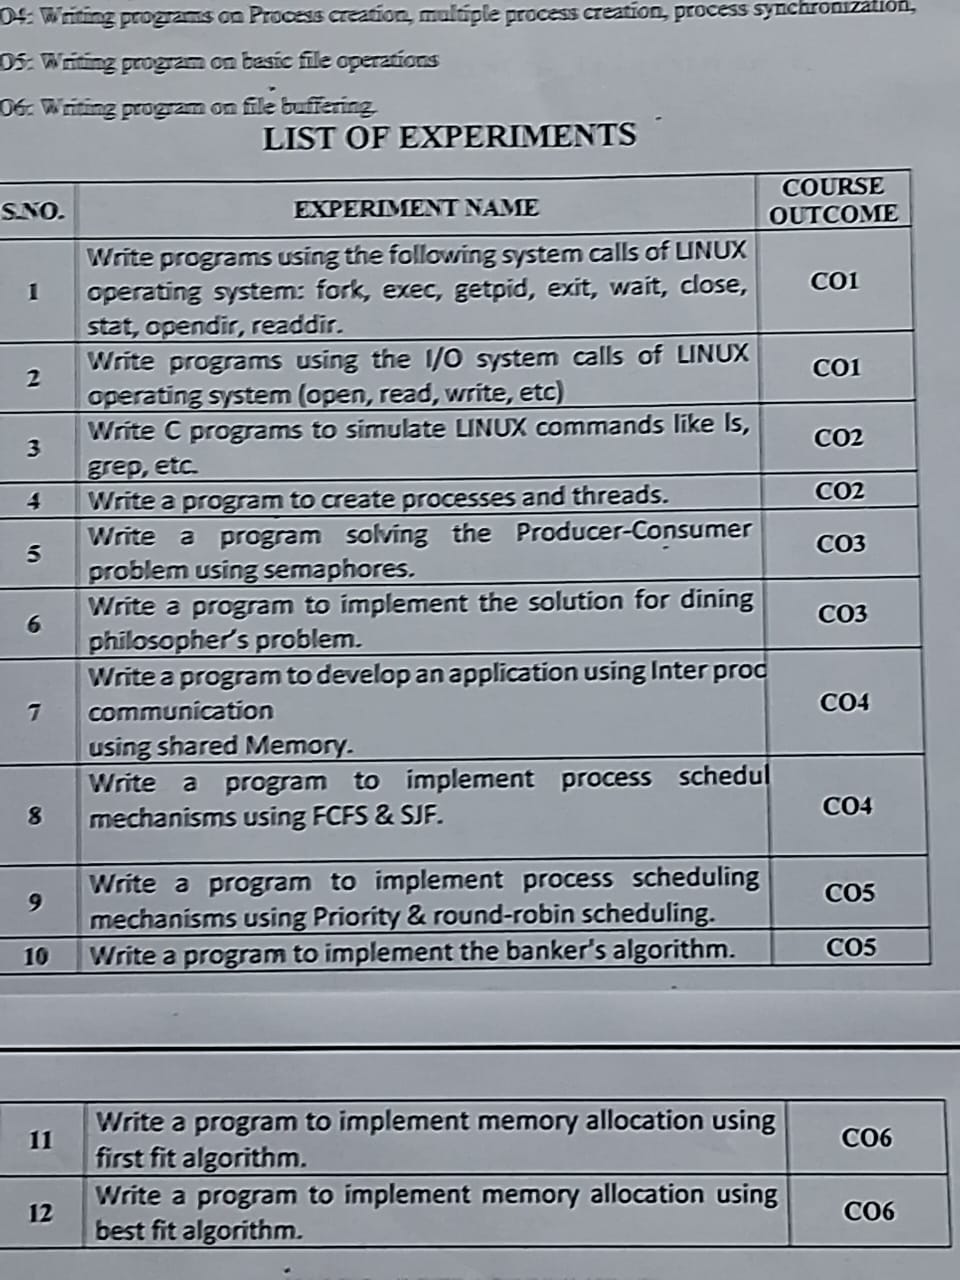 O4: Writing programs on Process creation, multiple process creation, process synchronization,
O5: Writing program on basic file operations
O6: Writing program on file buffering.
LIST OF EXPERIMENTS
S.NO.
EXPERIMENT NAME
COURSE
OUTCOME
1
Write programs using the following system calls of LINUX
operating system: fork, exec, getpid, exit, wait, close,
stat, opendir, readdir.
CO1
2
Write programs using the I/O system calls of LINUX
operating system (open, read, write, etc)
CO1
3
Write C programs to simulate LINUX commands like ls,
grep, etc.
CO2
4
Write a program to create processes and threads.
CO2
5
Write a program solving the Producer-Consumer
problem using semaphores.
CO3
6
Write a program to implement the solution for dining
philosopher's problem.
CO3
7
Write a program to develop an application using Inter proc
communication
using shared Memory.
CO4
8
Write a program to implement process schedul
mechanisms using FCFS & SJF.
CO4
9
Write a program to implement process scheduling
mechanisms using Priority & round-robin scheduling.
CO5
10
Write a program to implement the banker's algorithm.
CO5
11
Write a program to implement memory allocation using
first fit algorithm.
CO6
12
Write a program to implement memory allocation using
best fit algorithm.
CO6